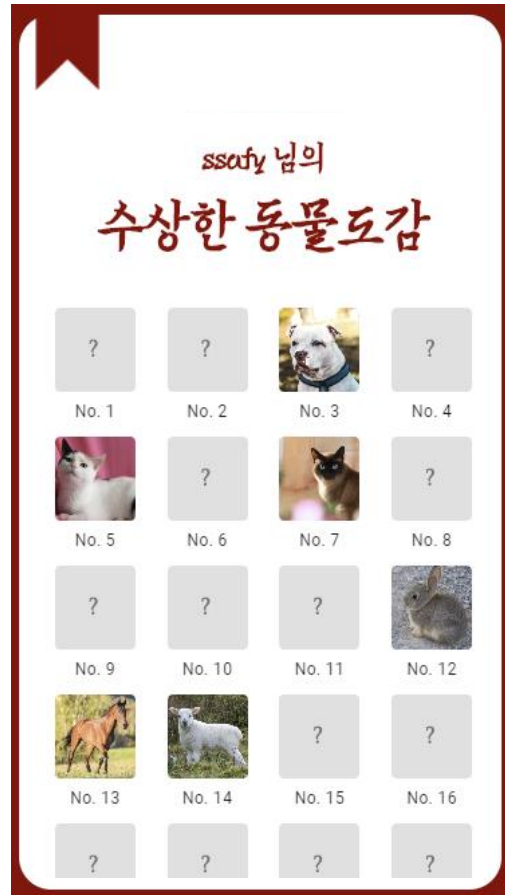 ssafy 님의
수상한 동물도감
? ? ?
No. 1 No. 2 No. 3 No. 4
? ?
No. 5 No. 6 No. 7 No. 8
? ? ?
No. 9 No. 10 No. 11 No. 12
? ?
No. 13 No. 14 No. 15 No. 16
? ? ? ?